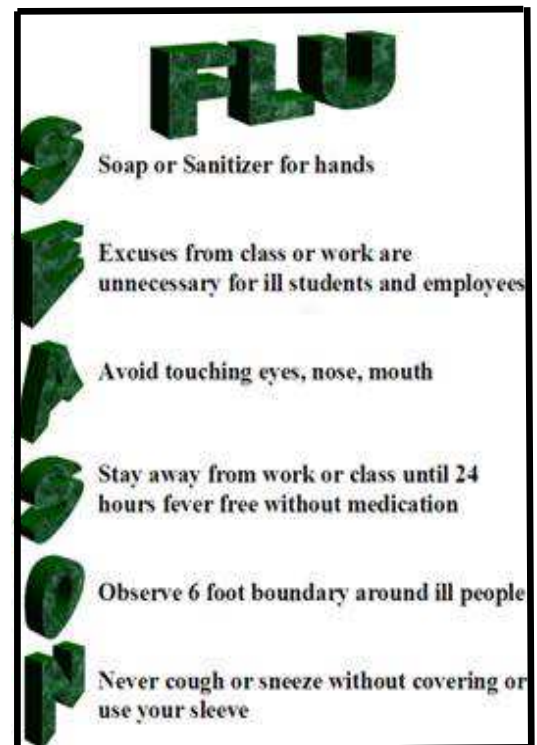 FLU
S
Soap or Sanitizer for hands
E
Excuses from class or work are
unnecessary for ill students and employees
A
Avoid touching eyes, nose, mouth
S
Stay away from work or class until 24
hours fever free without medication
O
Observe 6 foot boundary around ill people
N
Never cough or sneeze without covering or
use your sleeve